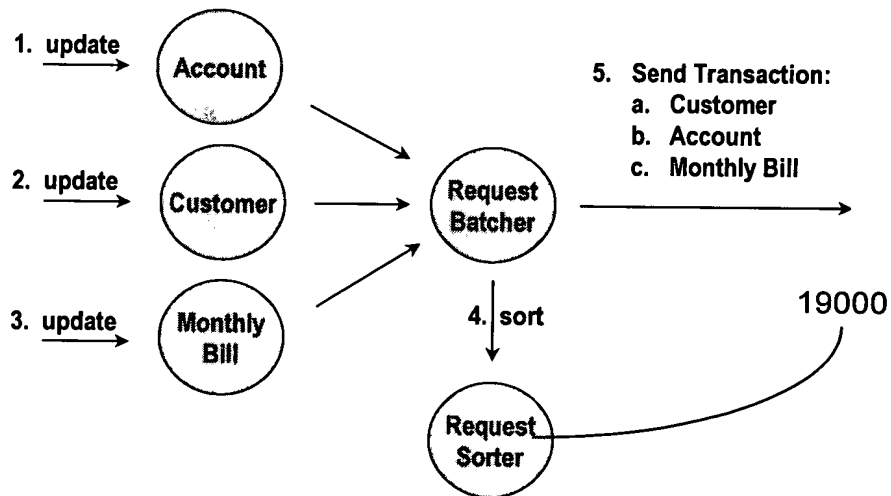 1. update
Account
2. update
Customer
3. update
Monthly
Bill
Request
Batcher
4. sort
Request
Sorter
5. Send Transaction:
a. Customer
b. Account
c. Monthly Bill
19000